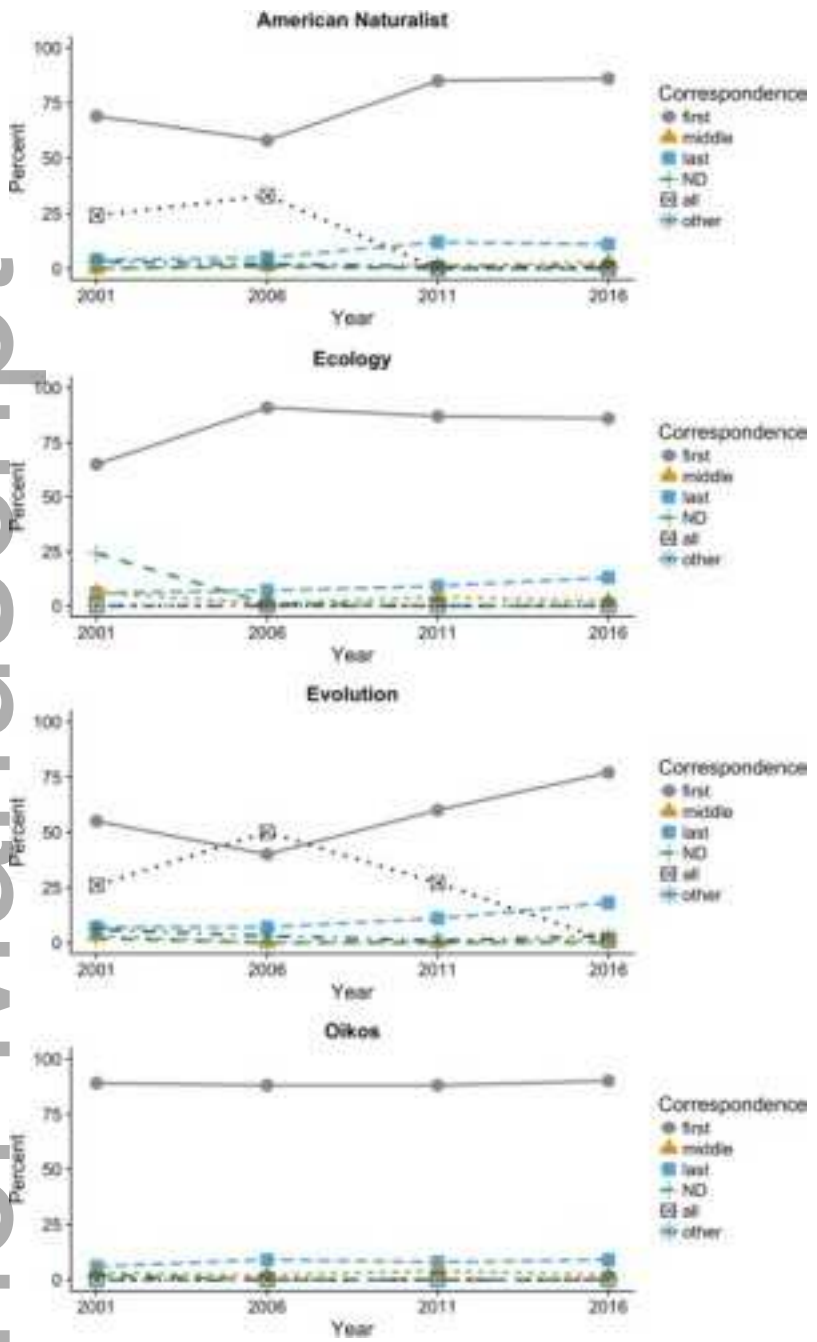 American Naturalist
100
75
50
25
0
Percent
2001 2006 2011 2016
Year
Correspondence
first
middle
last
ND
all
other
Ecology
100
75
50
25
0
Percent
2001 2006 2011 2016
Year
Correspondence
first
middle
last
ND
all
other
Evolution
100
75
50
25
0
Percent
2001 2006 2011 2016
Year
Correspondence
first
middle
last
ND
all
other
Oikos
100
75
50
25
0
Percent
2001 2006 2011 2016
Year
Correspondence
first
middle
last
ND
all
other